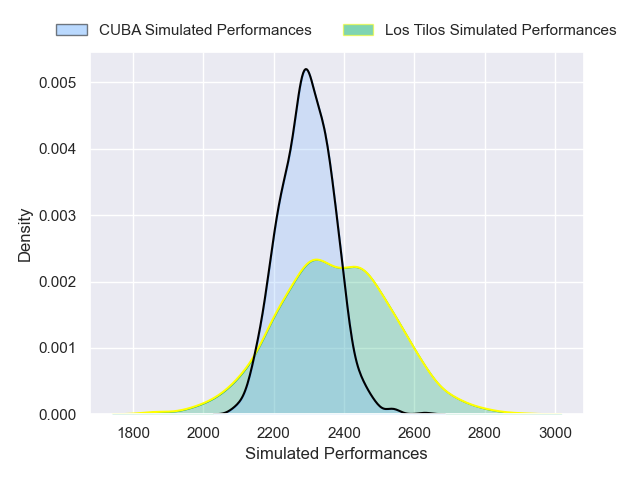 CUBA Simulated Performances
Los Tilos Simulated Performances
Density
0.005
0.004
0.003
0.002
0.001
0.000
1800 2000 2200 2400 2600 2800 3000
Simulated Performances